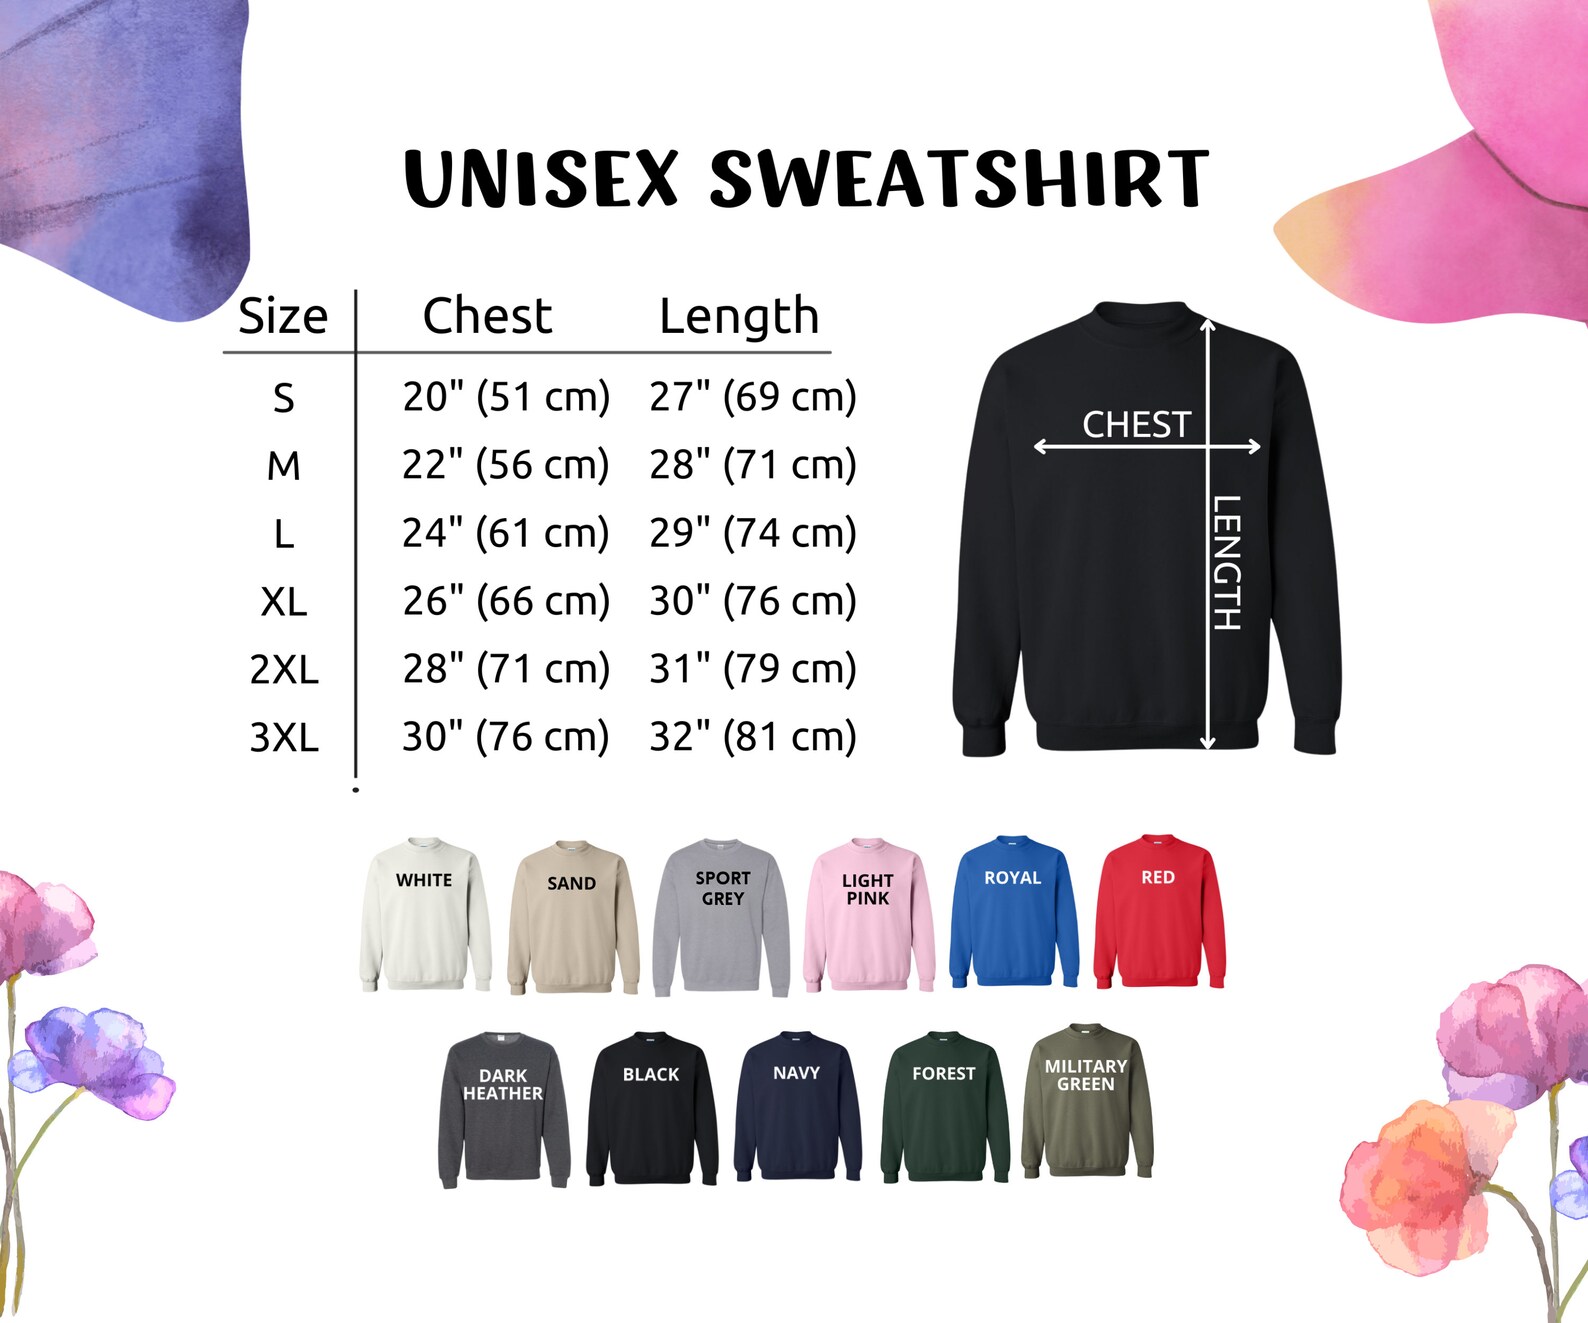 UNISEX SWEATSHIRT
Size Chest Length
S 20" (51 cm) 27" (69 cm)
M 22" (56 cm) 28" (71 cm)
L 24" (61 cm) 29" (74 cm)
XL 26" (66 cm) 30" (76 cm)
2XL 28" (71 cm) 31" (79 cm)
3XL 30" (76 cm) 32" (81 cm)
CHEST
LENGTH
WHITE
SAND
SPORT
GREY
LIGHT
PINK
ROYAL
RED
DARK
HEATHER
BLACK
NAVY
FOREST
MILITARY
GREEN